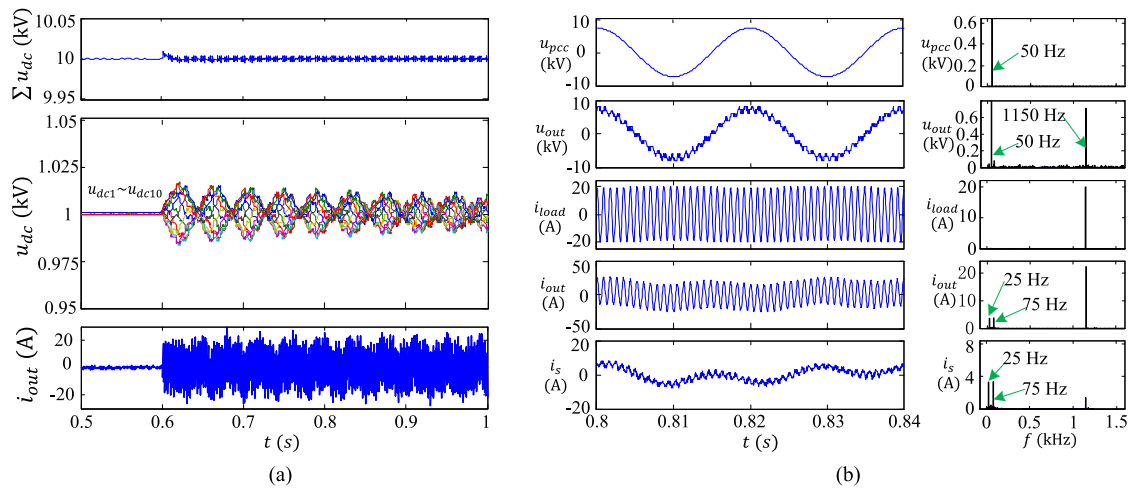 ∑ u_dc (kV)
10.05
10
9.95
u_dc (kV)
1.05
1.025
1
0.975
0.95
u_dc1~u_dc10
i_out (A)
20
0
-20
0.5 0.6 0.7 0.8 0.9 1
t (s)
(a)
u_pcc
(kV)
10
0
-10
u_out
(kV)
10
0
-10
i_load
(A)
20
0
-20
i_out
(A)
50
0
-50
i_s
(A)
20
0
-20
0.8 0.81 0.82 0.83 0.84
t (s)
u_pcc
(kV)
0.6
0.4
0.2
0
50 Hz
u_out
(kV)
0.6
0.4
0.2
0
1150 Hz
50 Hz
i_load
(A)
20
10
0
i_out
(A)
20
10
0
25 Hz
75 Hz
i_s
(A)
8
4
0
25 Hz
75 Hz
0 0.5 1 1.5
f (kHz)
(b)